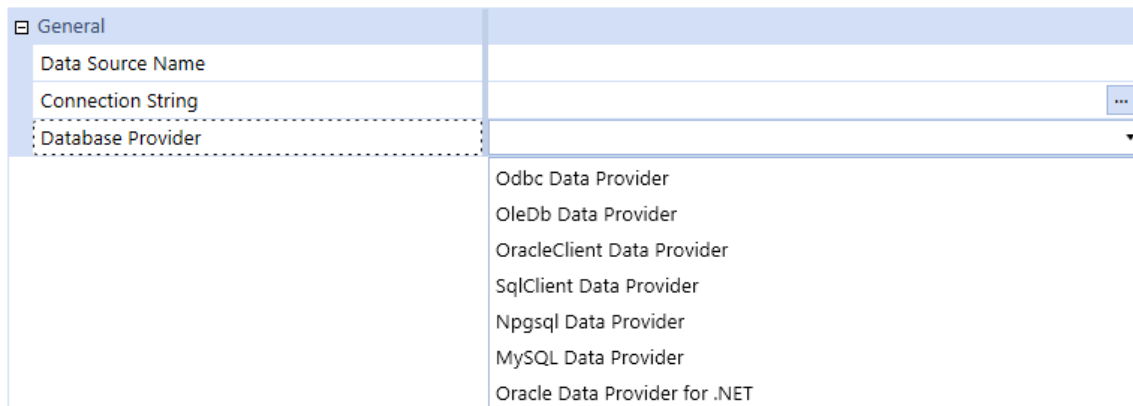 General
Data Source Name
Connection String
...
Database Provider
Odbc Data Provider
OleDb Data Provider
OracleClient Data Provider
SqlClient Data Provider
Npgsql Data Provider
MySQL Data Provider
Oracle Data Provider for .NET